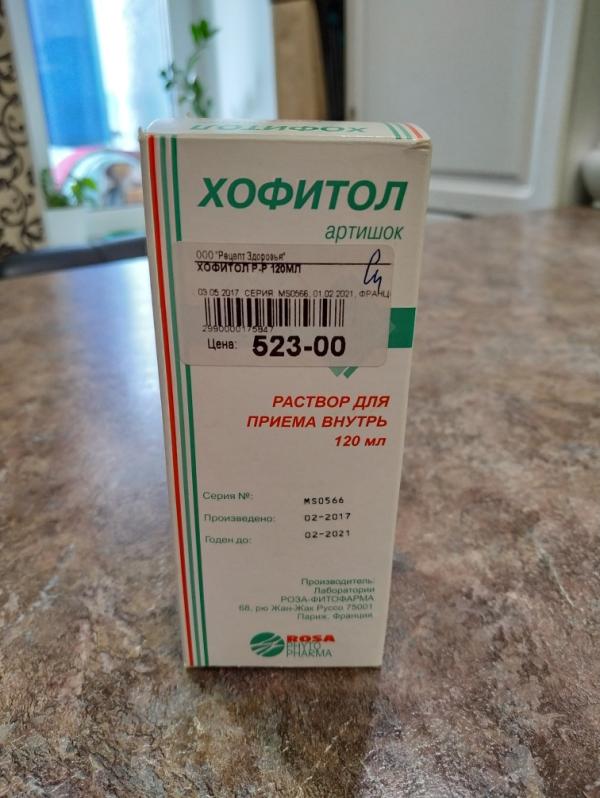 ХОФИТОЛ
ХОФИТОЛ
артишок
ООО "Рецепт Здоровья"
ХОФИТОЛ Р-Р 120МЛ
03.05.2017, СЕРИЯ MS0566, 01.02.2021, ФРАНЦ
2990000175847
Цена: 523-00
РАСТВОР ДЛЯ
ПРИЕМА ВНУТРЬ
120 мл
Серия №: MS0566
Произведено: 02-2017
Годен до: 02-2021
Производитель:
Лаборатории
РОЗА-ФИТОФАРМА
68, рю Жан-Жак Руссо 75001
Париж, Франция
ROSA
PHYTO
PHARMA